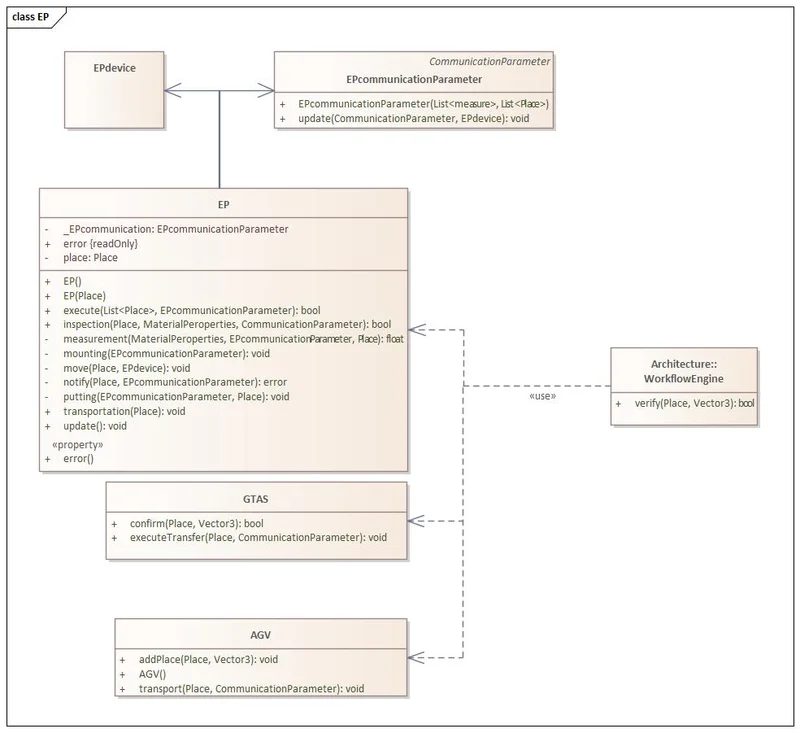 class EP
EPdevice
CommunicationParameter
EPcommunicationParameter
+ EPcommunicationParameter(List<measure>, List<Place>)
+ update(CommunicationParameter, EPdevice): void
EP
- _EPcommunication: EPcommunicationParameter
+ error {readOnly}
- place: Place
+ EP()
+ EP(Place)
+ execute(List<Place>, EPcommunicationParameter): bool
+ inspection(Place, MaterialPeroperties, CommunicationParameter): bool
- measurement(MaterialPeroperties, EPcommunicationParameter, Place): float
- mounting(EPcommunicationParameter): void
- move(Place, EPdevice): void
- notify(Place, EPcommunicationParameter): error
- putting(EPcommunicationParameter, Place): void
+ transportation(Place): void
+ update(): void
«property»
+ error()
Architecture::
WorkflowEngine
+ verify(Place, Vector3): bool
«use»
GTAS
+ confirm(Place, Vector3): bool
+ executeTransfer(Place, CommunicationParameter): void
AGV
+ addPlace(Place, Vector3): void
+ AGV()
+ transport(Place, CommunicationParameter): void